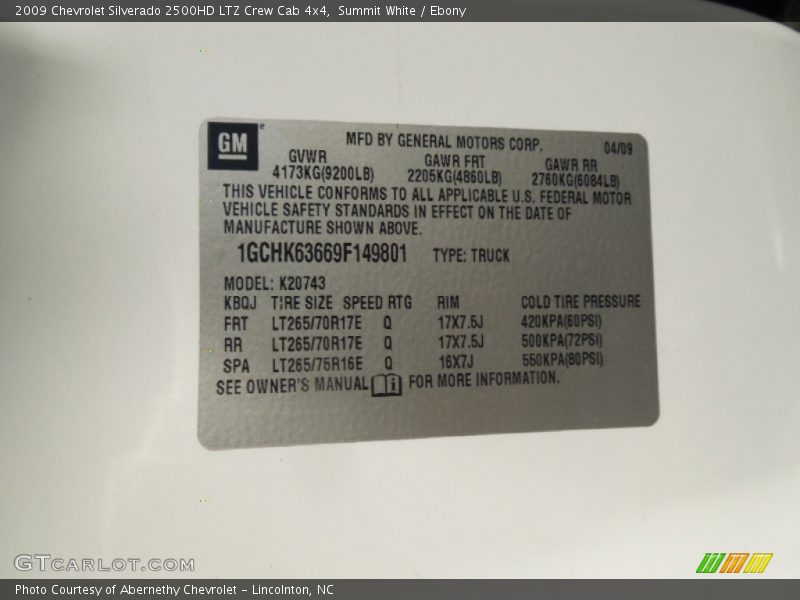 2009 Chevrolet Silverado 2500HD LTZ Crew Cab 4x4, Summit White / Ebony
GM
MFD BY GENERAL MOTORS CORP. 04/09
GVWR GAWR FRT GAWR RR
4173KG(9200LB) 2205KG(4860LB) 2760KG(6084LB)
THIS VEHICLE CONFORMS TO ALL APPLICABLE U.S. FEDERAL MOTOR
VEHICLE SAFETY STANDARDS IN EFFECT ON THE DATE OF
MANUFACTURE SHOWN ABOVE.
1GCHK63669F149801 TYPE: TRUCK
MODEL: K20743
KBQJ TIRE SIZE SPEED RTG RIM COLD TIRE PRESSURE
FRT LT265/70R17E Q 17X7.5J 420KPA(60PSI)
RR LT265/70R17E Q 17X7.5J 500KPA(72PSI)
SPA LT265/75R16E Q 16X7J 550KPA(80PSI)
SEE OWNER'S MANUAL i FOR MORE INFORMATION.
GTCARLOT.COM
Photo Courtesy of Abernethy Chevrolet - Lincolnton, NC